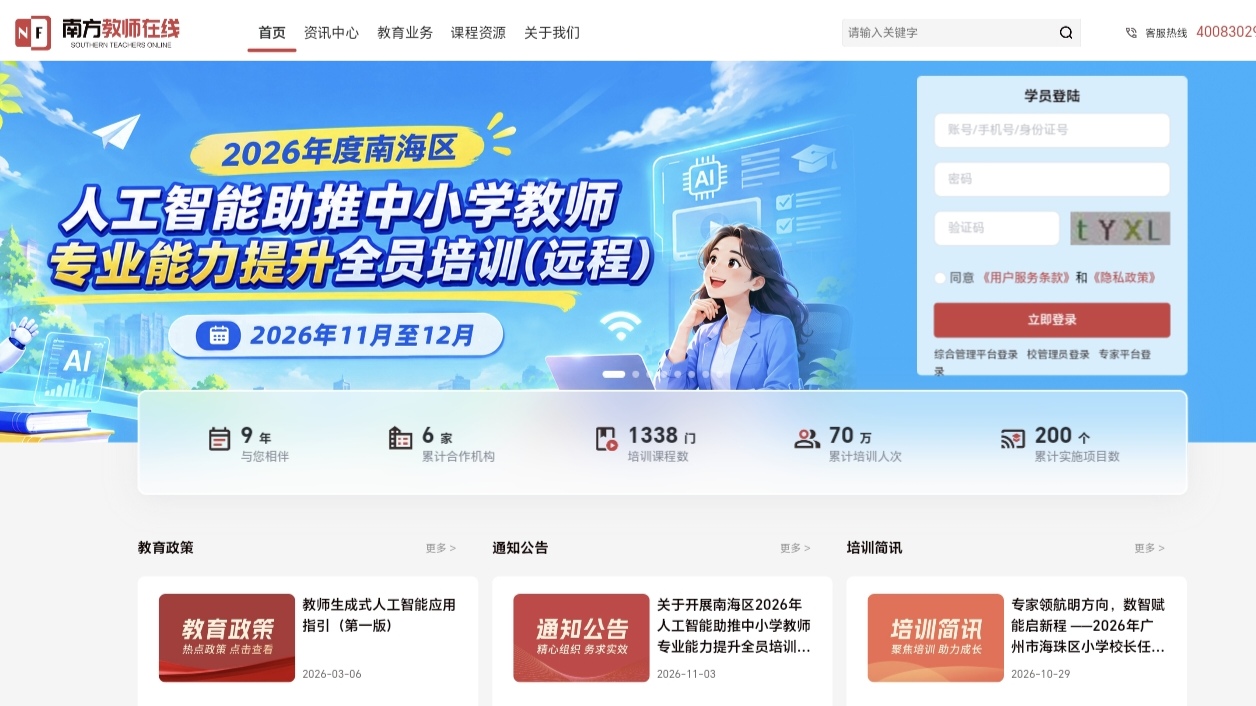 NF 南方教师在线
SOUTHERN TEACHERS ONLINE
首页 资讯中心 教育业务 课程资源 关于我们
请输入关键字
客服热线 40083029
2026年度南海区
人工智能助推中小学教师
专业能力提升全员培训(远程)
2026年11月至12月
AI
AI
学员登陆
账号/手机号/身份证号
密码
验证码 tYXL
同意 《用户服务条款》和《隐私政策》
立即登录
综合管理平台登录 校管理员登录 专家平台登
录
9 年
与您相伴
6 家
累计合作机构
1338 门
培训课程数
70 万
累计培训人次
200 个
累计实施项目数
教育政策 更多 >
教育政策
热点政策 点击查看
教师生成式人工智能应用
指引（第一版）
2026-03-06
通知公告 更多 >
通知公告
精心组织 务求实效
关于开展南海区2026年
人工智能助推中小学教师
专业能力提升全员培训...
2026-11-03
培训简讯 更多 >
培训简讯
聚焦培训 助力成长
专家领航明方向，数智赋
能启新程 ——2026年广
州市海珠区小学校长任...
2026-10-29